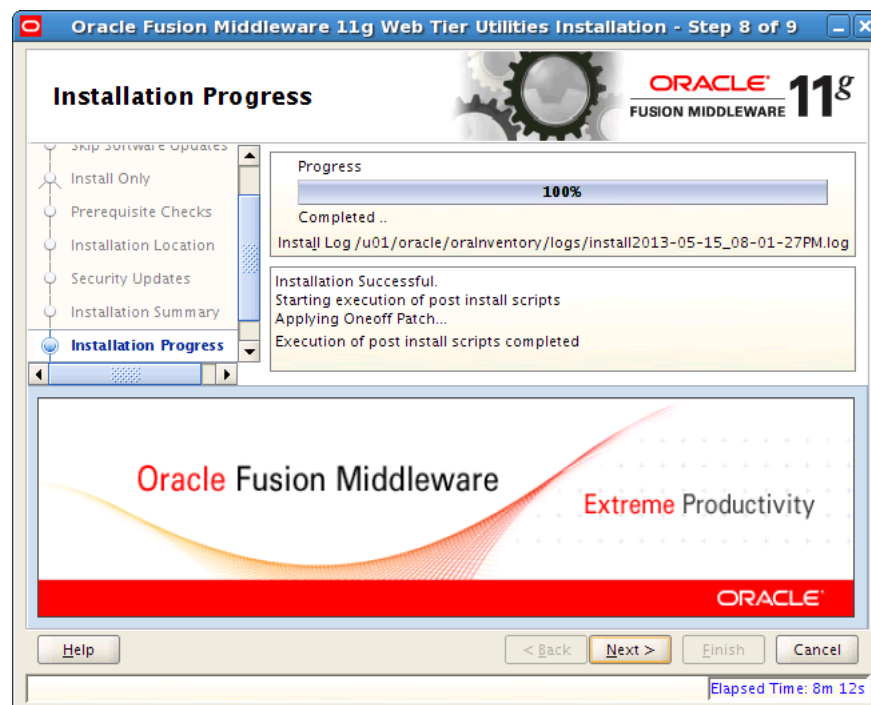 Oracle Fusion Middleware 11g Web Tier Utilities Installation - Step 8 of 9
Installation Progress
ORACLE
FUSION MIDDLEWARE 11g
Skip Software Updates
Install Only
Prerequisite Checks
Installation Location
Security Updates
Installation Summary
Installation Progress
Progress
100%
Completed ..
Install Log /u01/oracle/oraInventory/logs/install2013-05-15_08-01-27PM.log
Installation Successful.
Starting execution of post install scripts
Applying Oneoff Patch...
Execution of post install scripts completed
Oracle Fusion Middleware
Extreme Productivity
ORACLE
Help < Back Next > Finish Cancel
Elapsed Time: 8m 12s